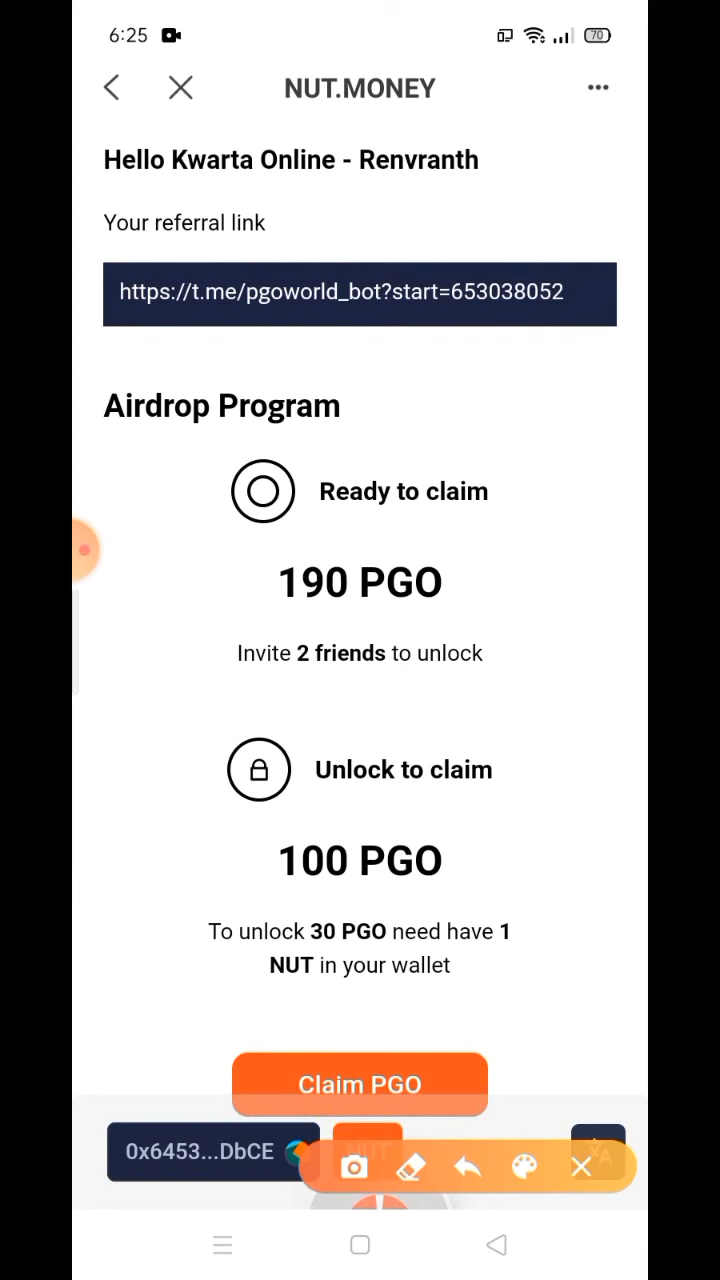 6:25
70
NUT.MONEY
Hello Kwarta Online - Renvranth
Your referral link
https://t.me/pgoworld_bot?start=653038052
Airdrop Program
Ready to claim
190 PGO
Invite 2 friends to unlock
Unlock to claim
100 PGO
To unlock 30 PGO need have 1
NUT in your wallet
Claim PGO
0x6453...DbCE
NUT